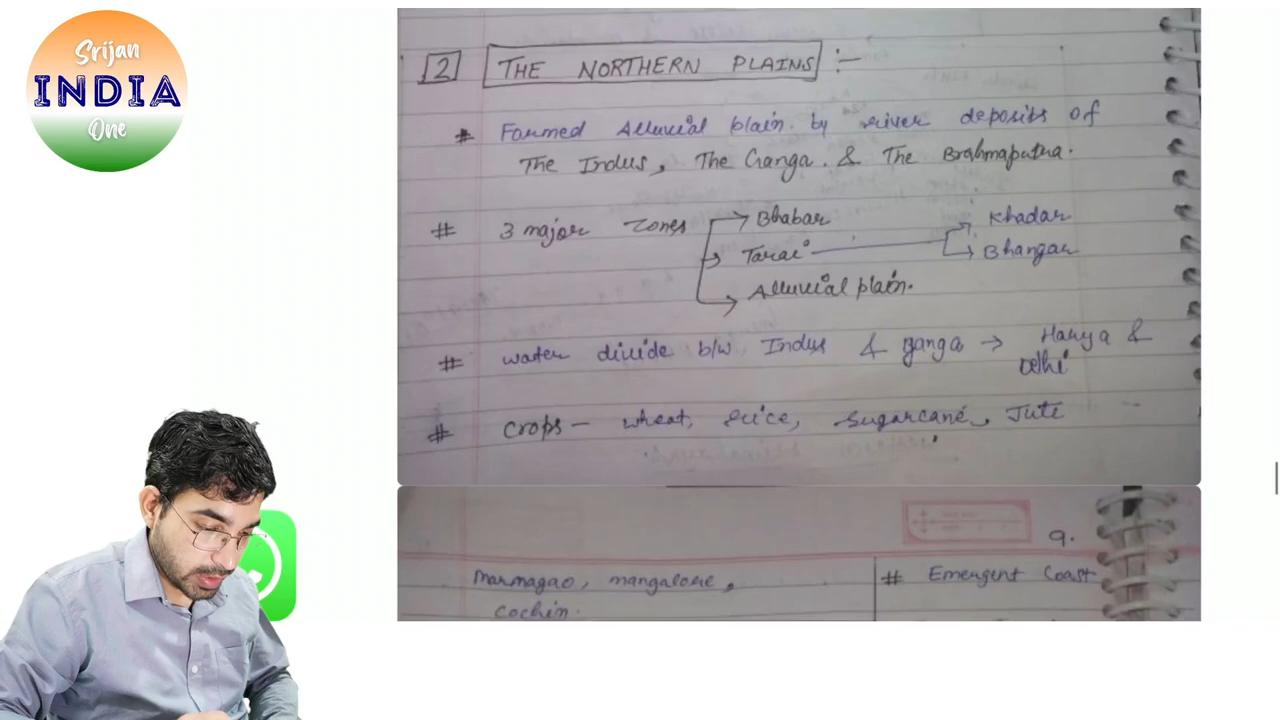 Srijan
INDIA
One
2 THE NORTHERN PLAINS :-
* Formed Alluvial plain by river deposits of
The Indus, The Ganga & The Brahmaputra.
# 3 major zones → Bhabar
→ Tarai → Khadar
→ Bhangar
→ Alluvial plain.
# water divide b/w Indus & ganga → Harya &
Delhi
# crops - wheat, rice, sugarcane, Jute
9.
marmagao, mangalore,
cochin.
# Emergent Coast